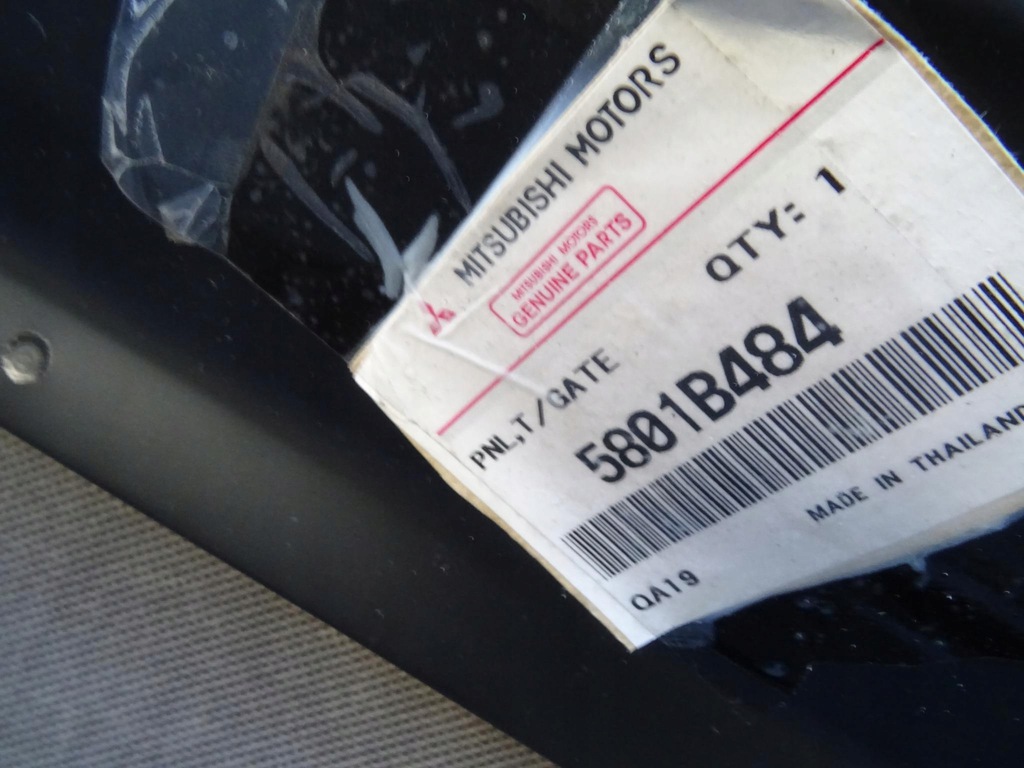 MITSUBISHI MOTORS
MITSUBISHI MOTORS
GENUINE PARTS
QTY: 1
PNL,T/GATE
5801B484
MADE IN THAILAND
QA19